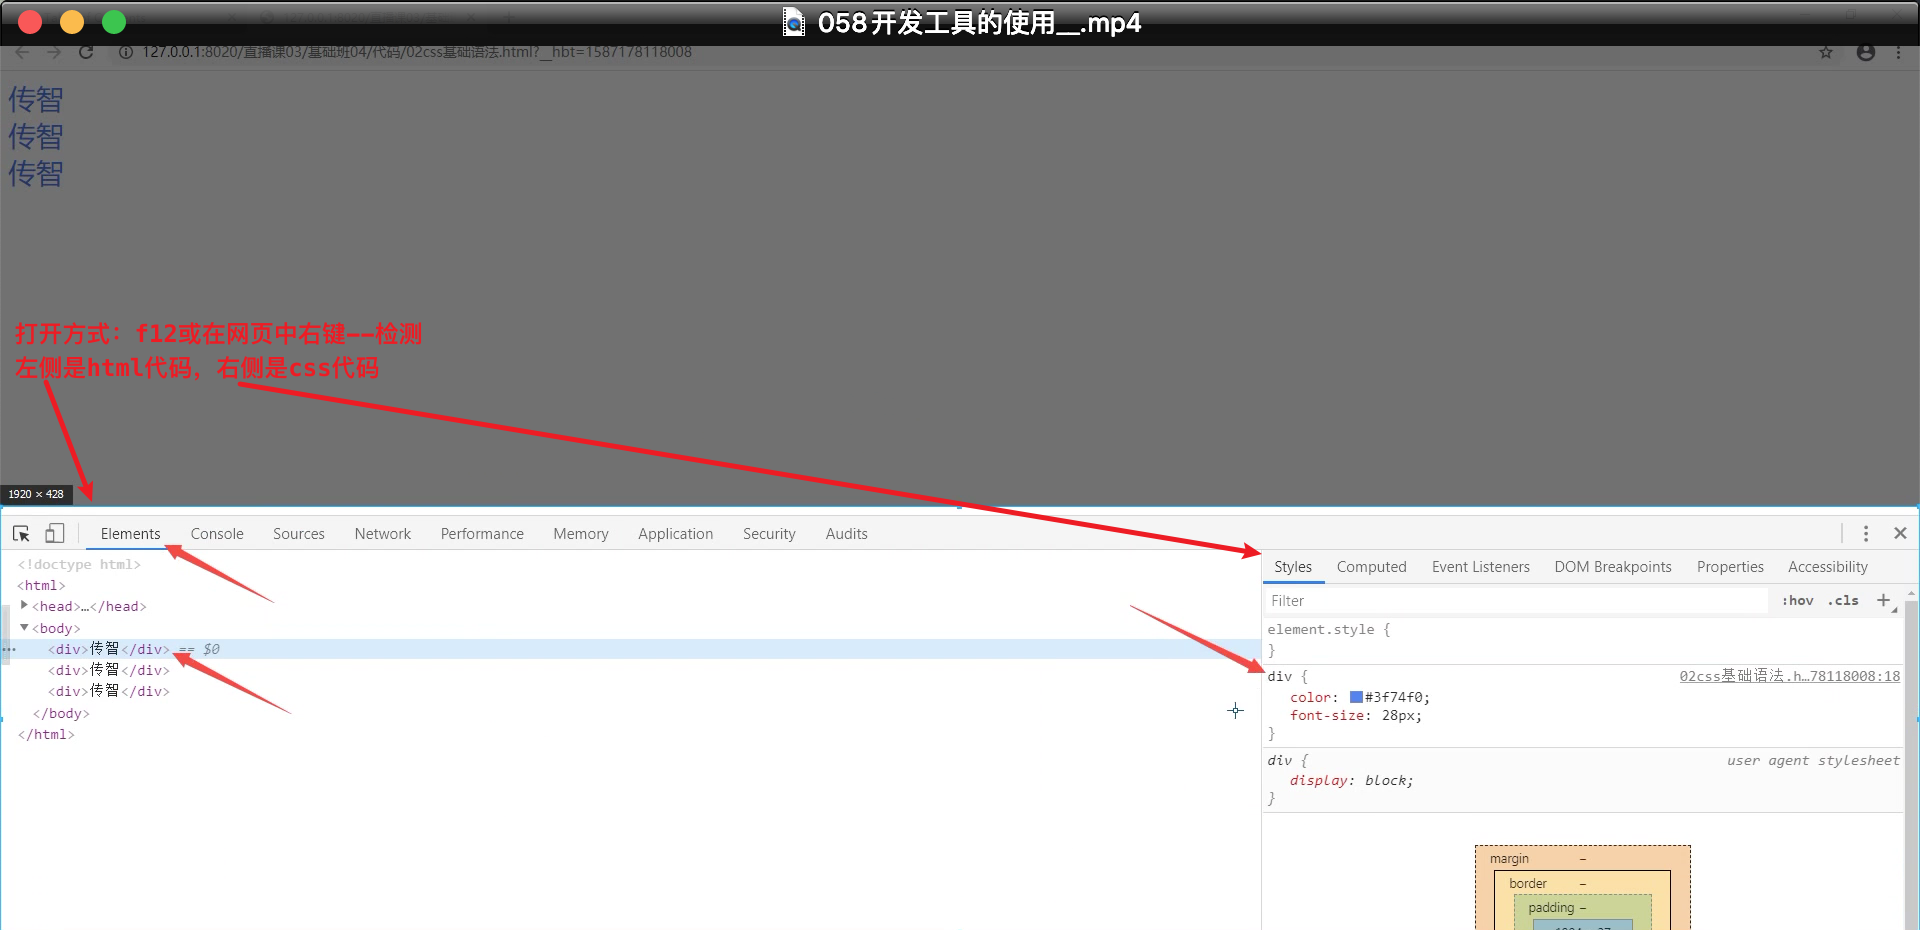 058开发工具的使用__.mp4
127.0.0.1:8020/直播课03/基础班04/代码/02css基础语法.html?__hbt=1587178118008
传智
传智
传智
打开方式：f12或在网页中右键--检测
左侧是html代码，右侧是css代码
1920 × 428
Elements Console Sources Network Performance Memory Application Security Audits
<!doctype html>
<html>
<head>…</head>
<body>
<div>传智</div> == $0
<div>传智</div>
<div>传智</div>
</body>
</html>
Styles Computed Event Listeners DOM Breakpoints Properties Accessibility
Filter :hov .cls +
element.style {
}
div { 02css基础语法.h…78118008:18
color: #3f74f0;
font-size: 28px;
}
div { user agent stylesheet
display: block;
}
margin –
border –
padding –